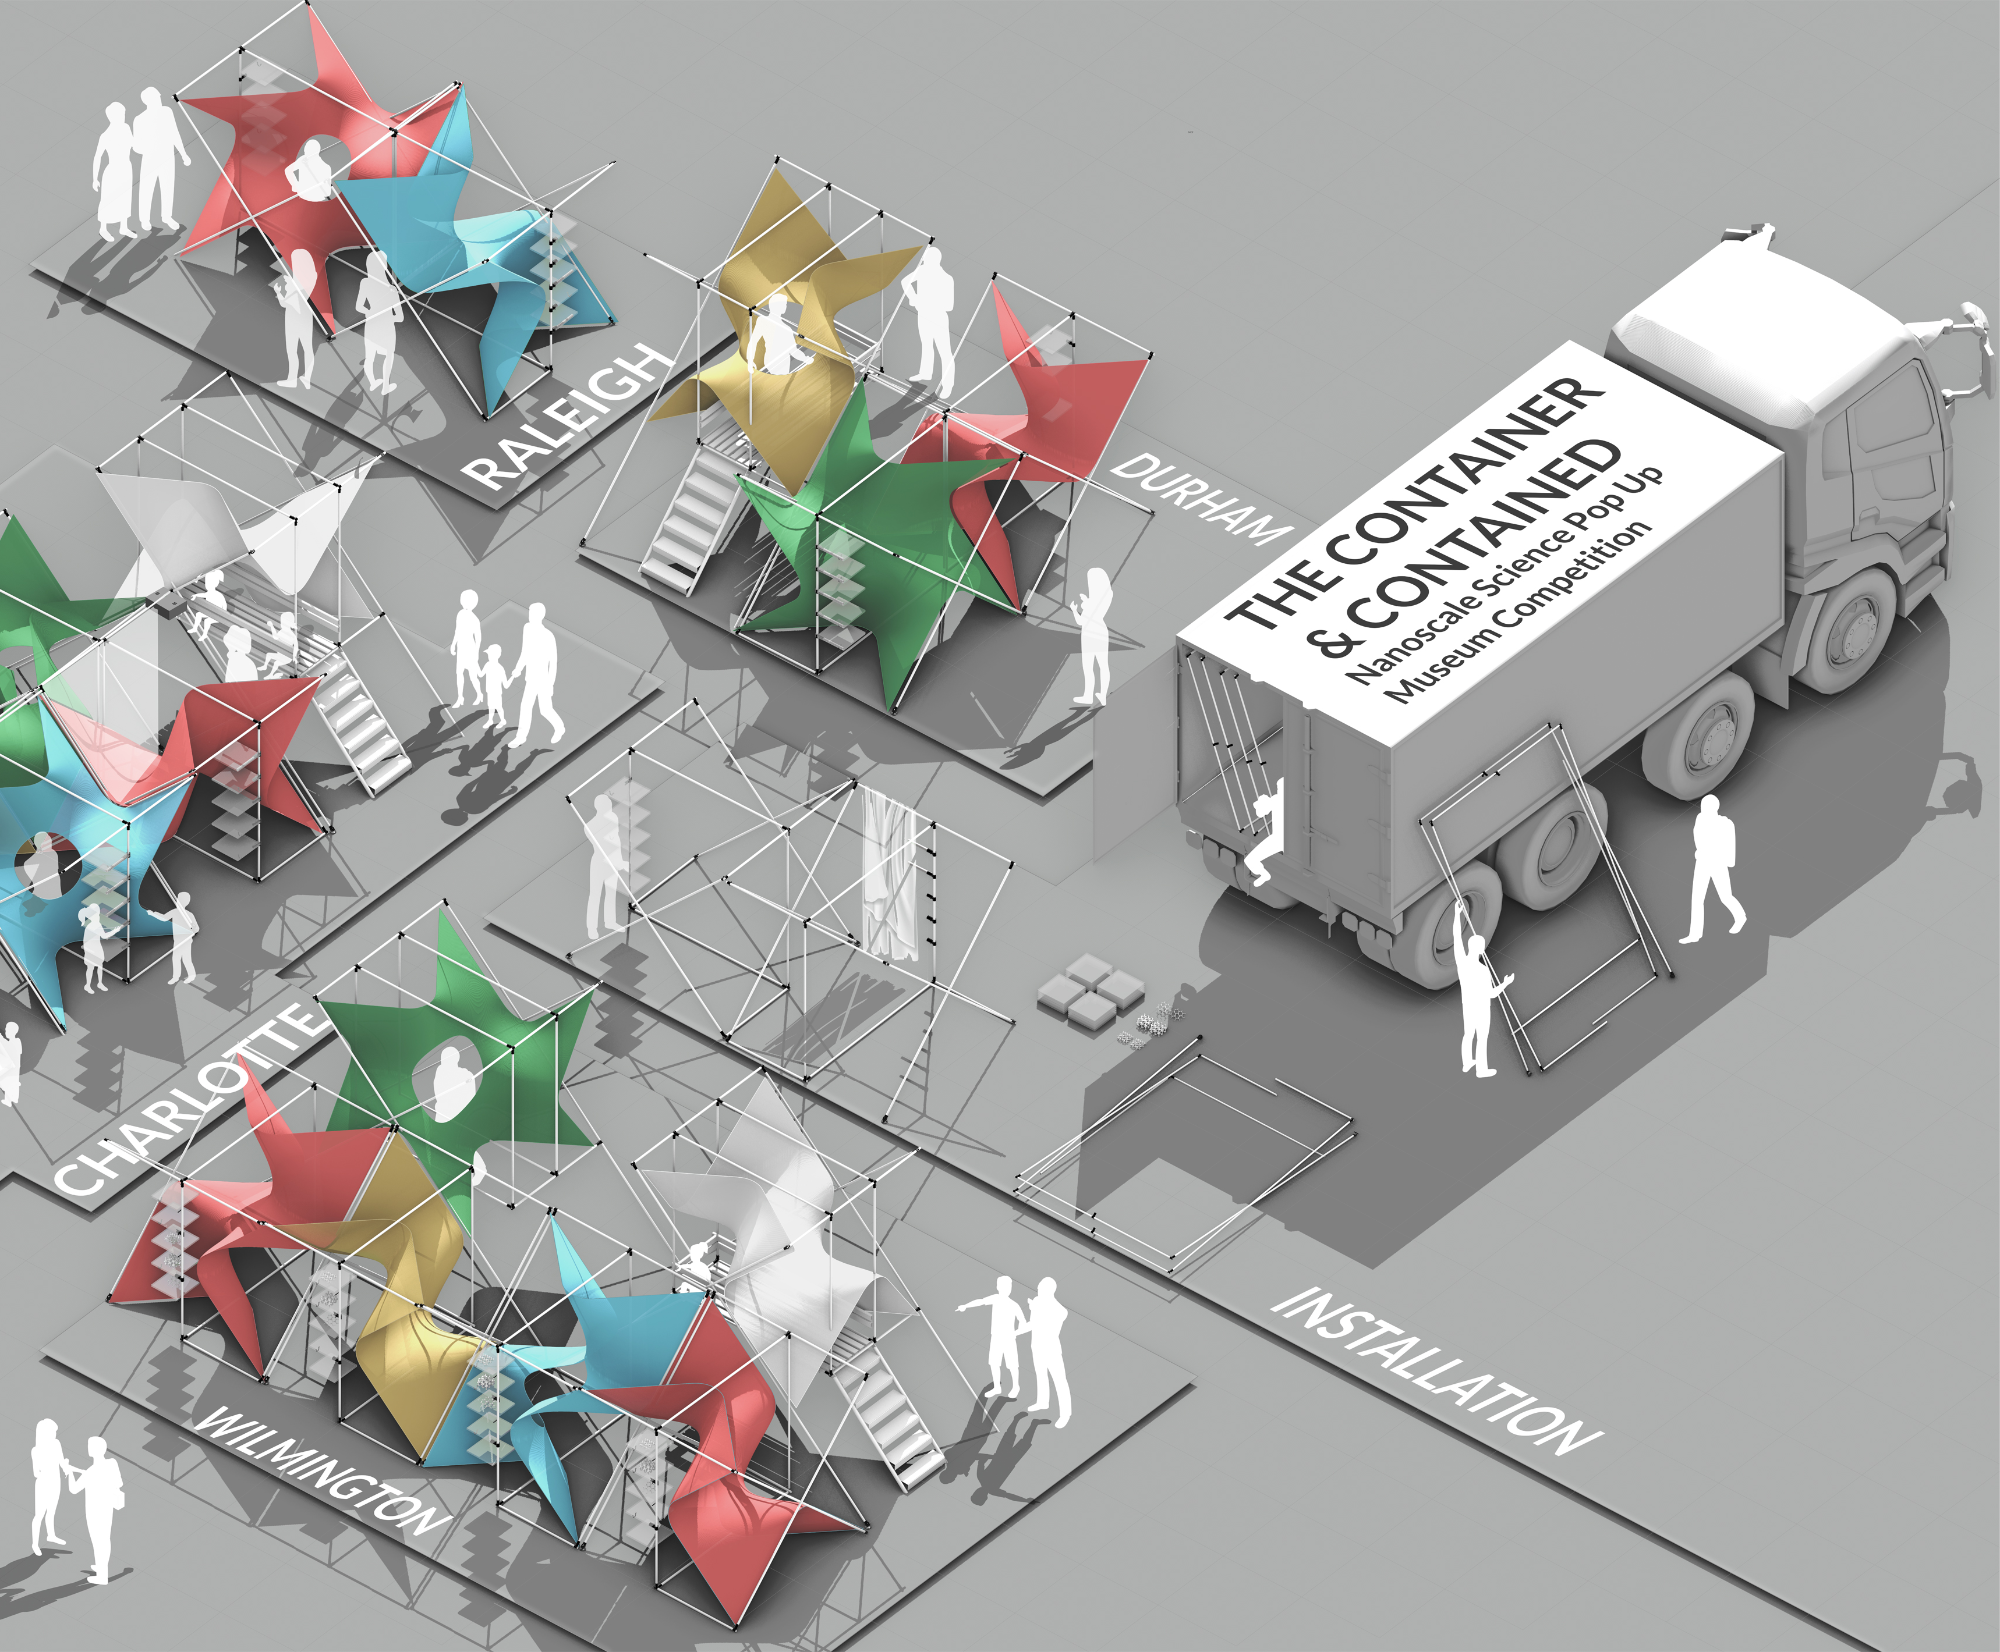 RALEIGH
DURHAM
THE CONTAINER
& CONTAINED
Nanoscale Science Pop Up
Museum Competition
CHARLOTTE
INSTALLATION
WILMINGTON